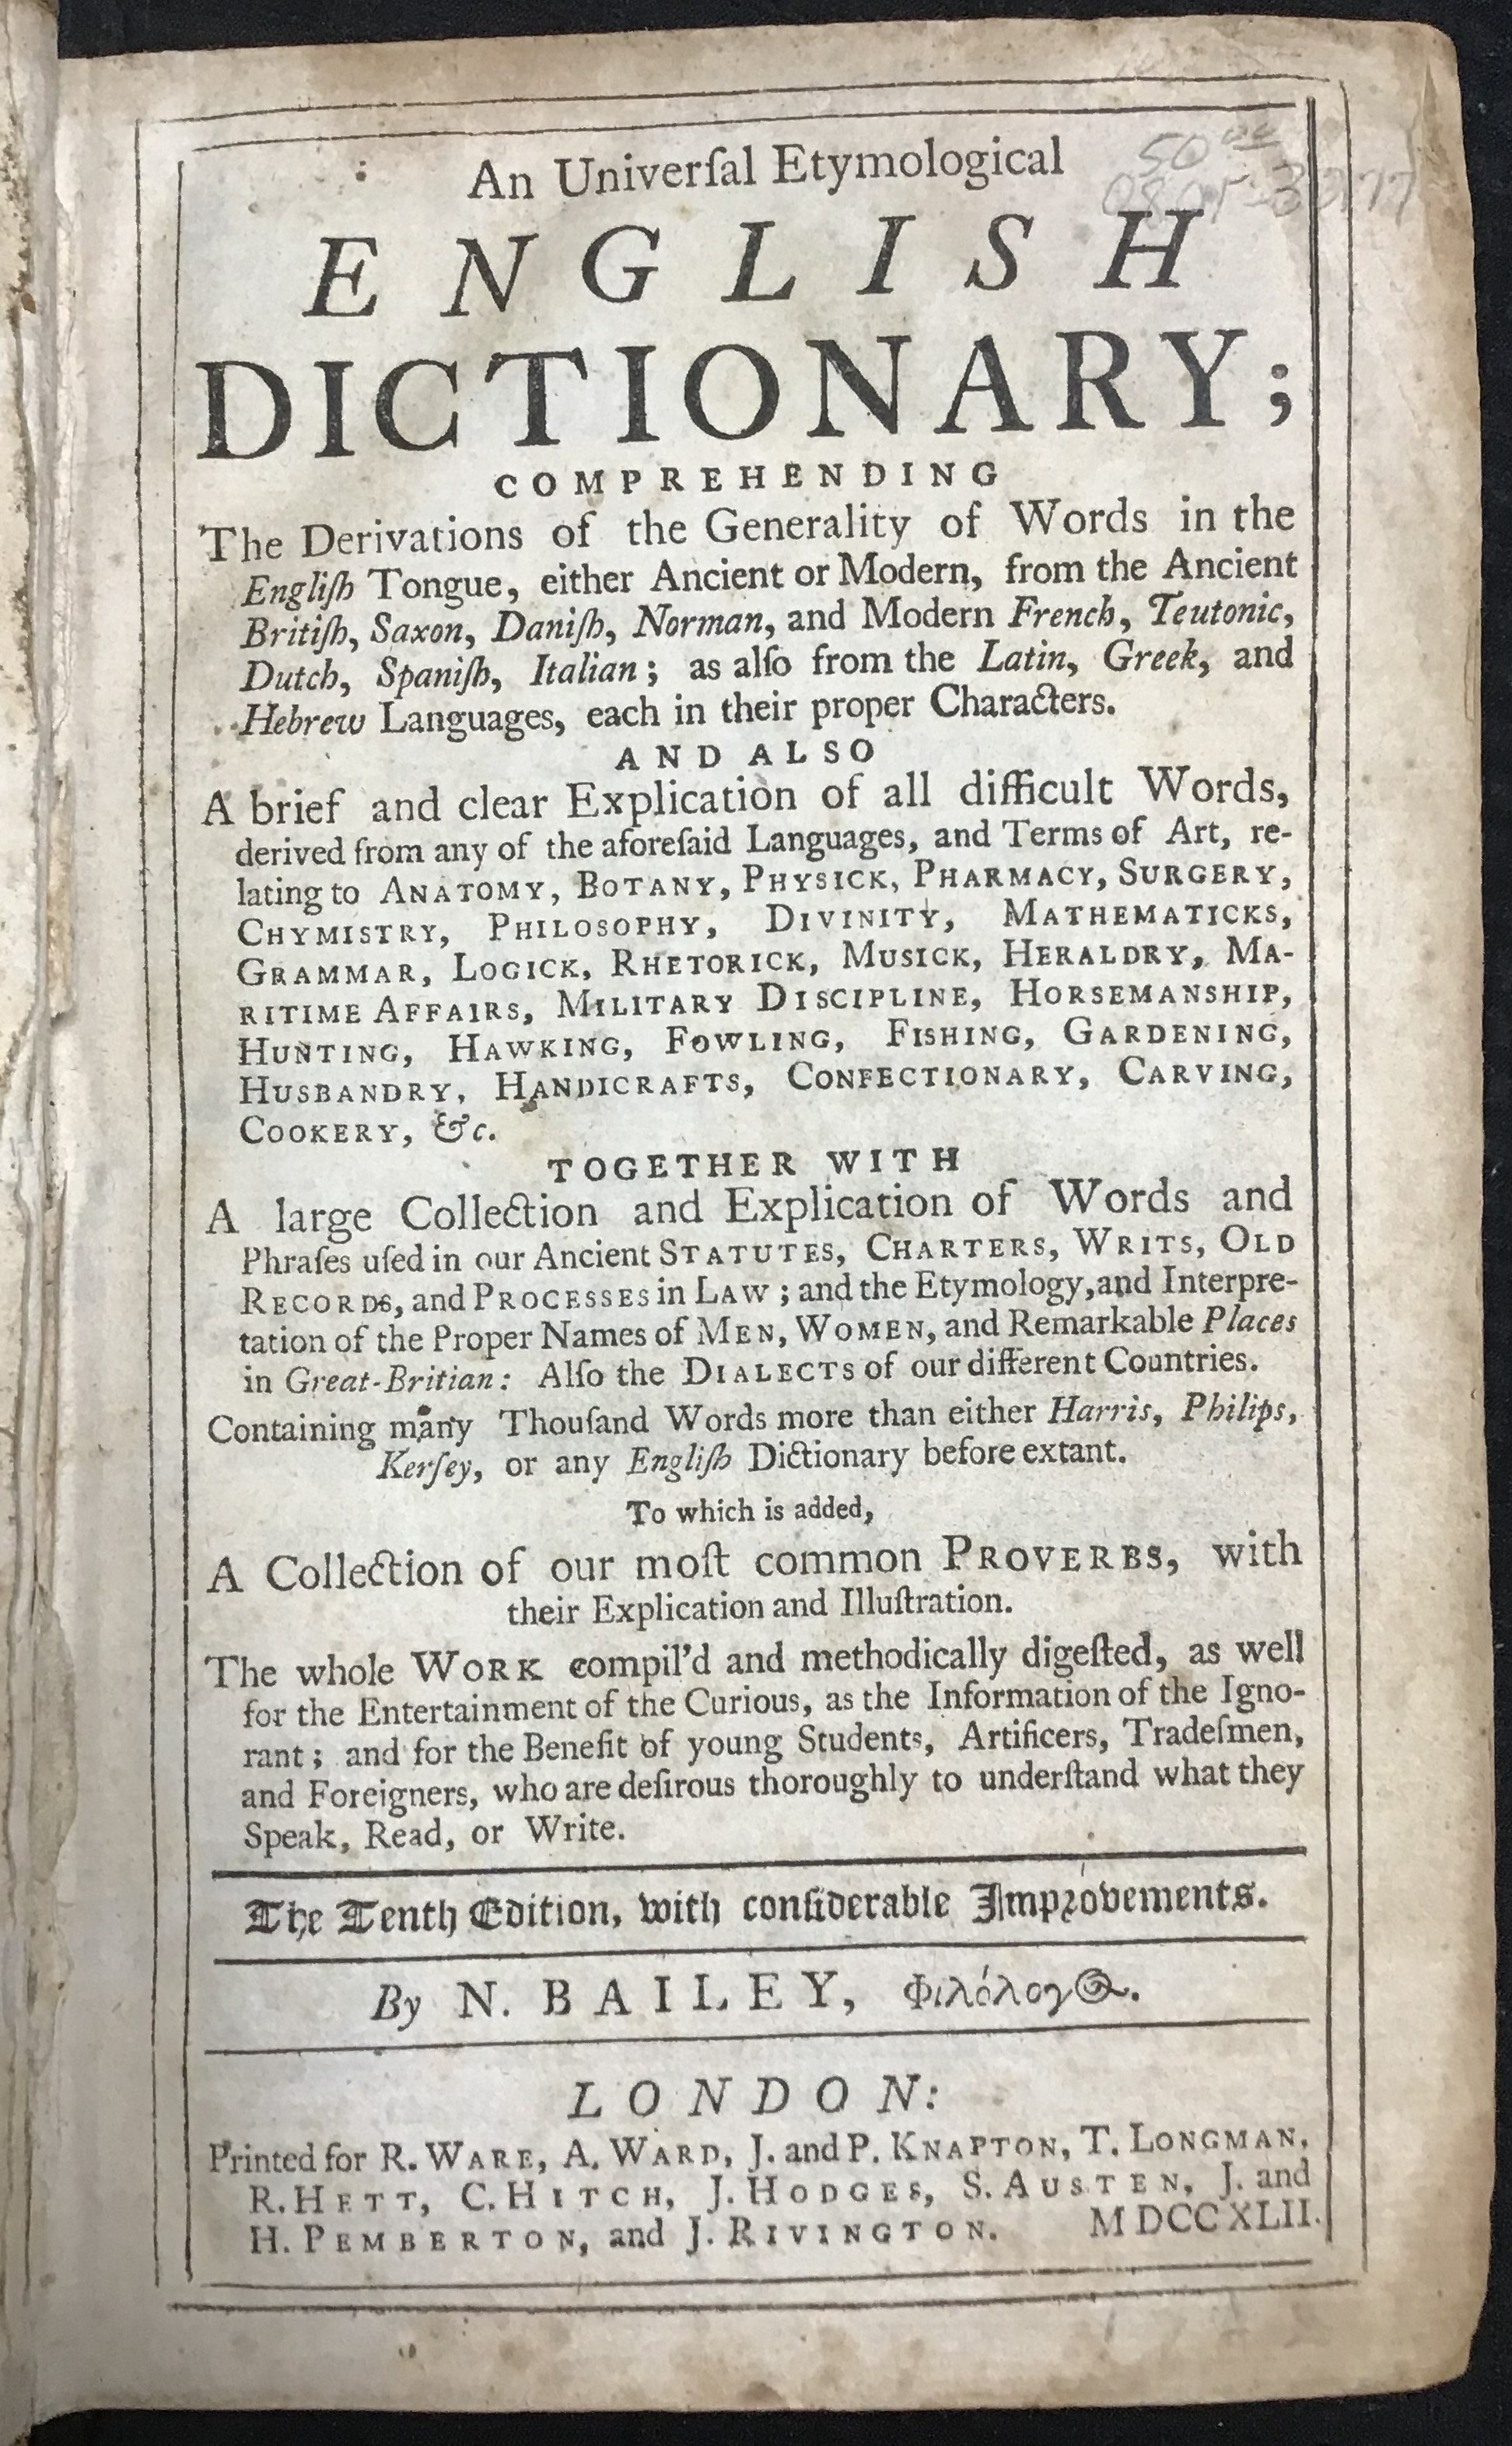 50.00
An Univerſal Etymological
ENGLISH
DICTIONARY;
COMPREHENDING
The Derivations of the Generality of Words in the
Engliſh Tongue, either Ancient or Modern, from the Ancient
Britiſh, Saxon, Daniſh, Norman, and Modern French, Teutonic,
Dutch, Spaniſh, Italian; as alſo from the Latin, Greek, and
Hebrew Languages, each in their proper Characters.
AND ALSO
A brief and clear Explication of all difficult Words,
derived from any of the aforeſaid Languages, and Terms of Art, re-
lating to ANATOMY, BOTANY, PHYSICK, PHARMACY, SURGERY,
CHYMISTRY, PHILOSOPHY, DIVINITY, MATHEMATICKS,
GRAMMAR, LOGICK, RHETORICK, MUSICK, HERALDRY, MA-
RITIME AFFAIRS, MILITARY DISCIPLINE, HORSEMANSHIP,
HUNTING, HAWKING, FOWLING, FISHING, GARDENING,
HUSBANDRY, HANDICRAFTS, CONFECTIONARY, CARVING,
COOKERY, &c.
TOGETHER WITH
A large Collection and Explication of Words and
Phraſes uſed in our Ancient STATUTES, CHARTERS, WRITS, OLD
RECORDS, and PROCESSES in LAW; and the Etymology, and Interpre-
tation of the Proper Names of MEN, WOMEN, and Remarkable Places
in Great-Britian: Alſo the DIALECTS of our different Countries.
Containing many Thouſand Words more than either Harris, Philips,
Kerſey, or any Engliſh Dictionary before extant.
To which is added,
A Collection of our moſt common PROVERBS, with
their Explication and Illuſtration.
The whole WORK compil'd and methodically digeſted, as well
for the Entertainment of the Curious, as the Information of the Igno-
rant; and for the Benefit of young Students, Artificers, Tradeſmen,
and Foreigners, who are deſirous thoroughly to underſtand what they
Speak, Read, or Write.
The Tenth Edition, with conſiderable Improvements.
By N. BAILEY, Φιλόλογος.
LONDON:
Printed for R. WARE, A. WARD, J. and P. KNAPTON, T. LONGMAN,
R. HETT, C. HITCH, J. HODGES, S. AUSTEN, J. and
H. PEMBERTON, and J. RIVINGTON. MDCCXLII.